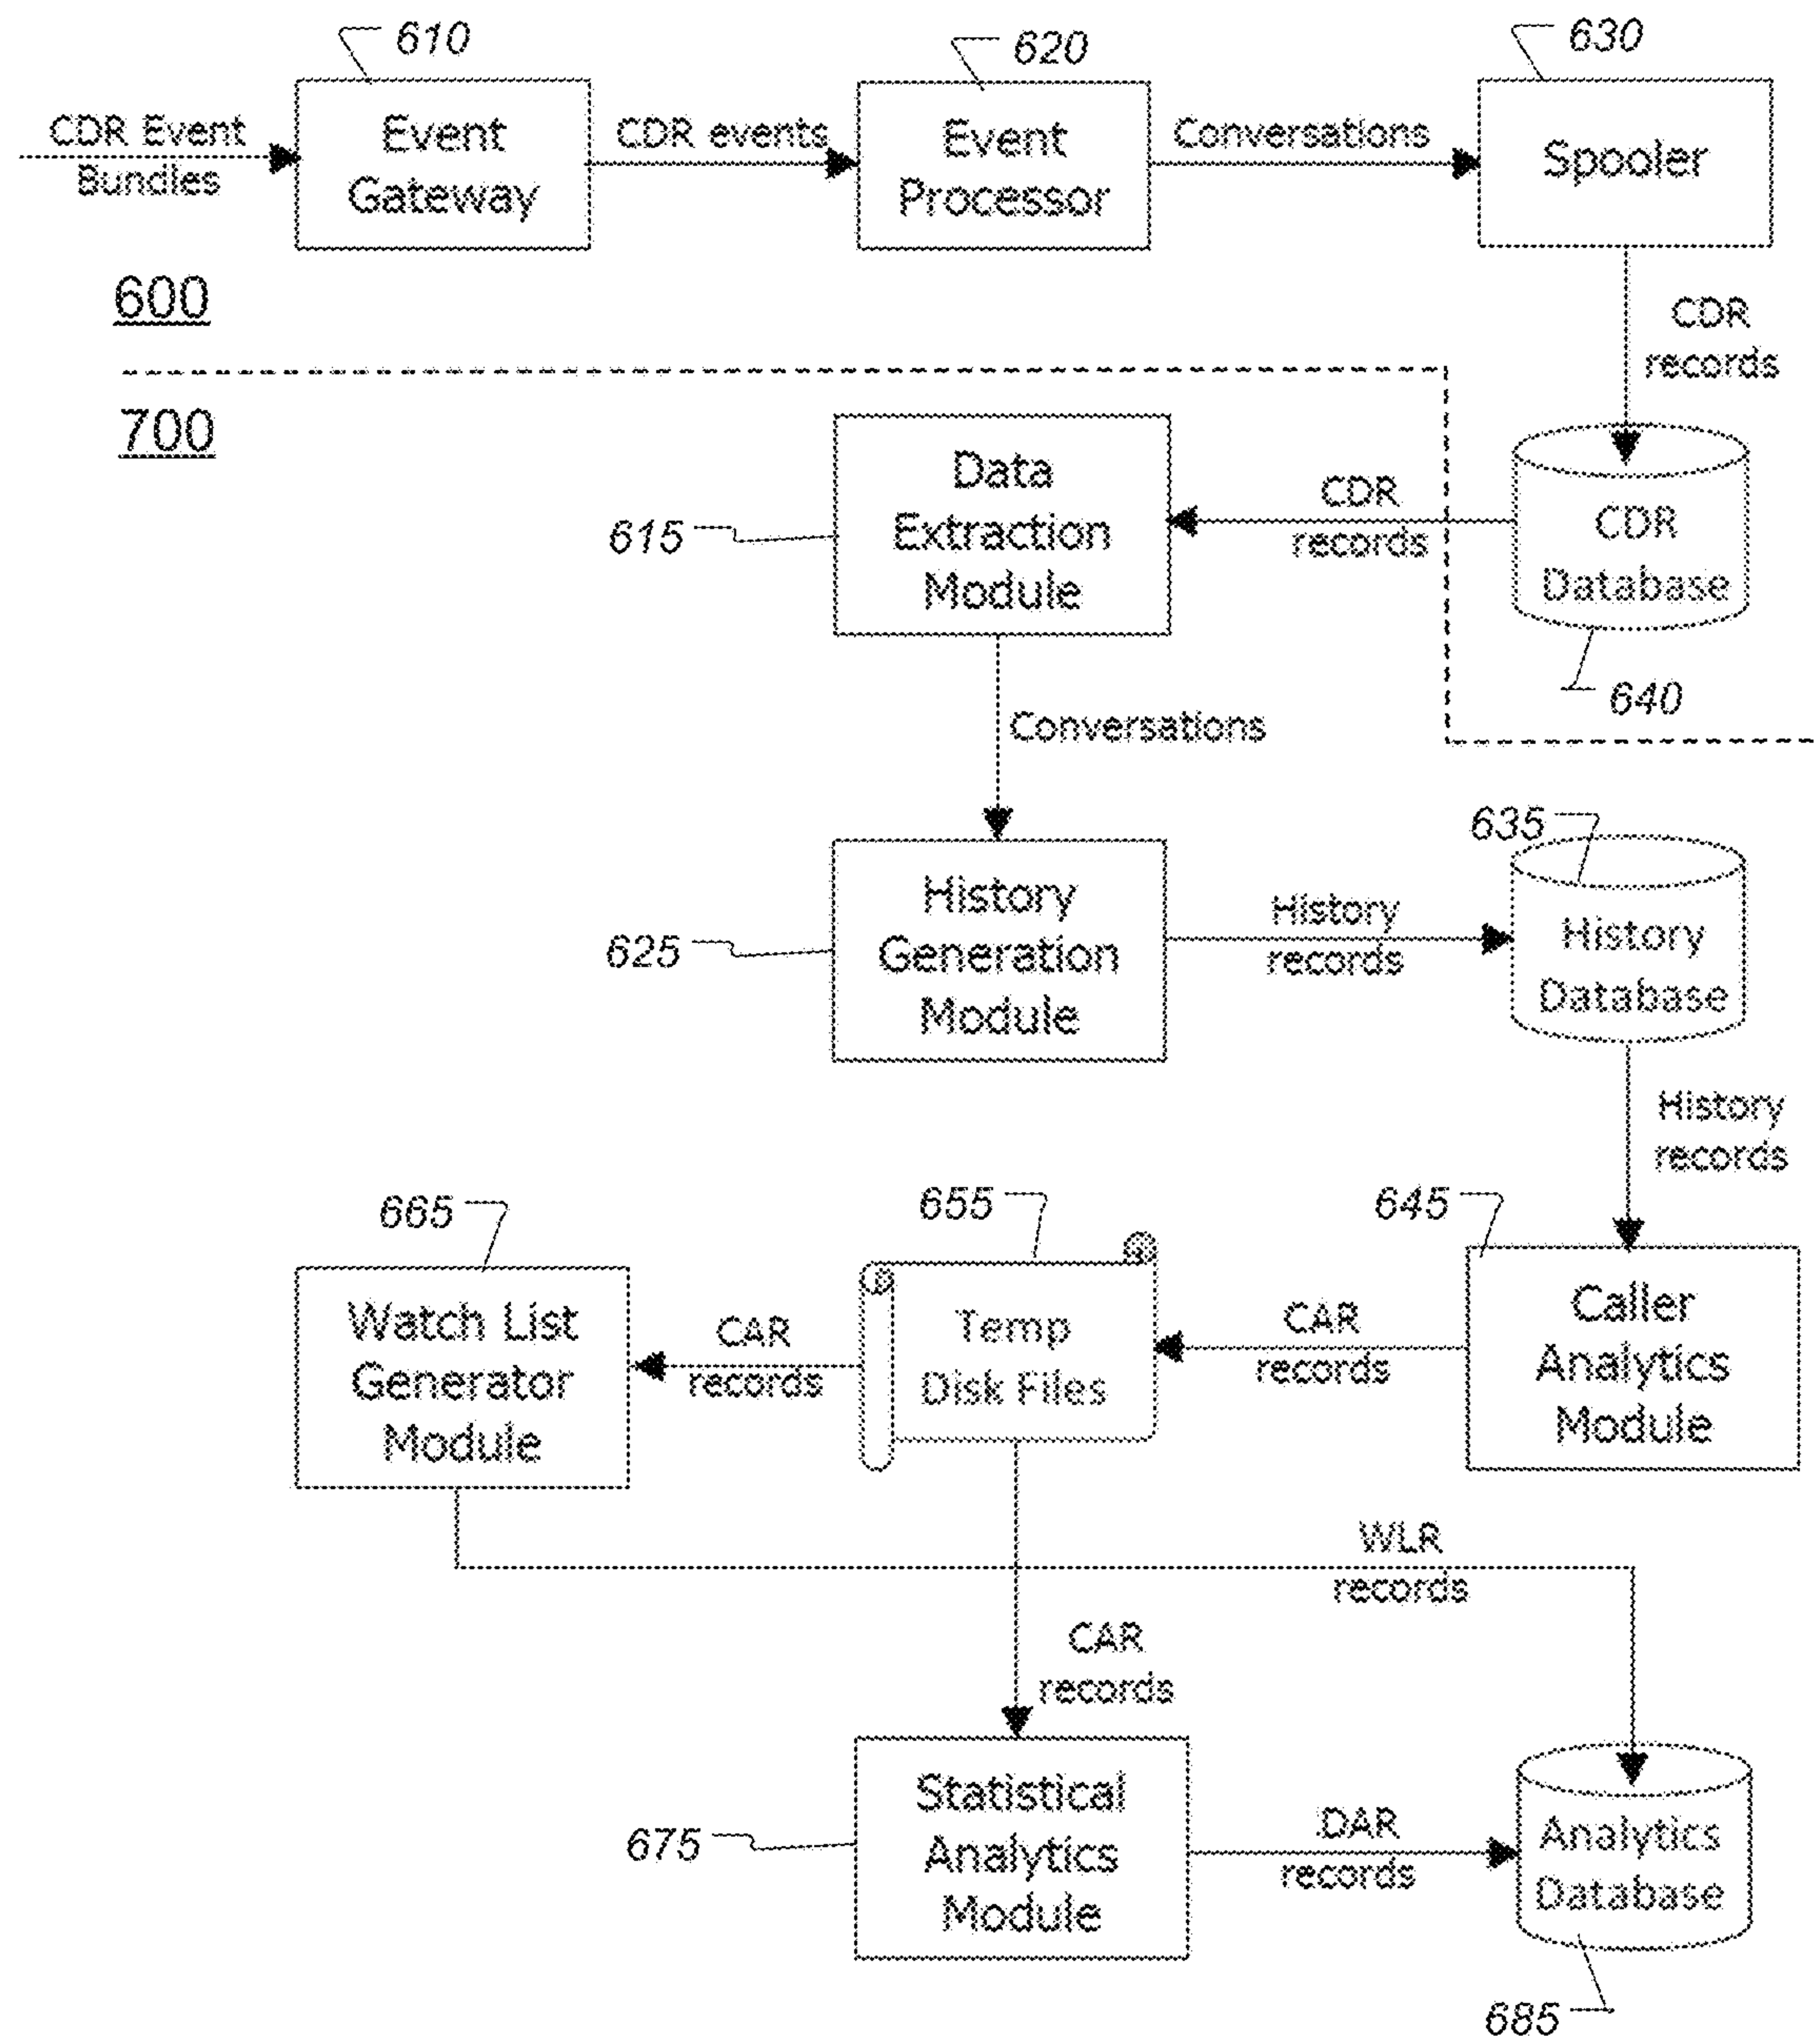 610
620
630
CDR Event
Bundles
Event
Gateway
CDR events
Event
Processor
Conversations
Spooler
600
CDR
records
700
Data
Extraction
Module
615
CDR
records
CDR
Database
640
Conversations
635
History
Generation
Module
625
History
records
History
Database
History
records
665
655
645
Watch List
Generator
Module
CAR
records
Temp
Disk Files
CAR
records
Caller
Analytics
Module
WLR
records
CAR
records
Statistical
Analytics
Module
675
DAR
records
Analytics
Database
685